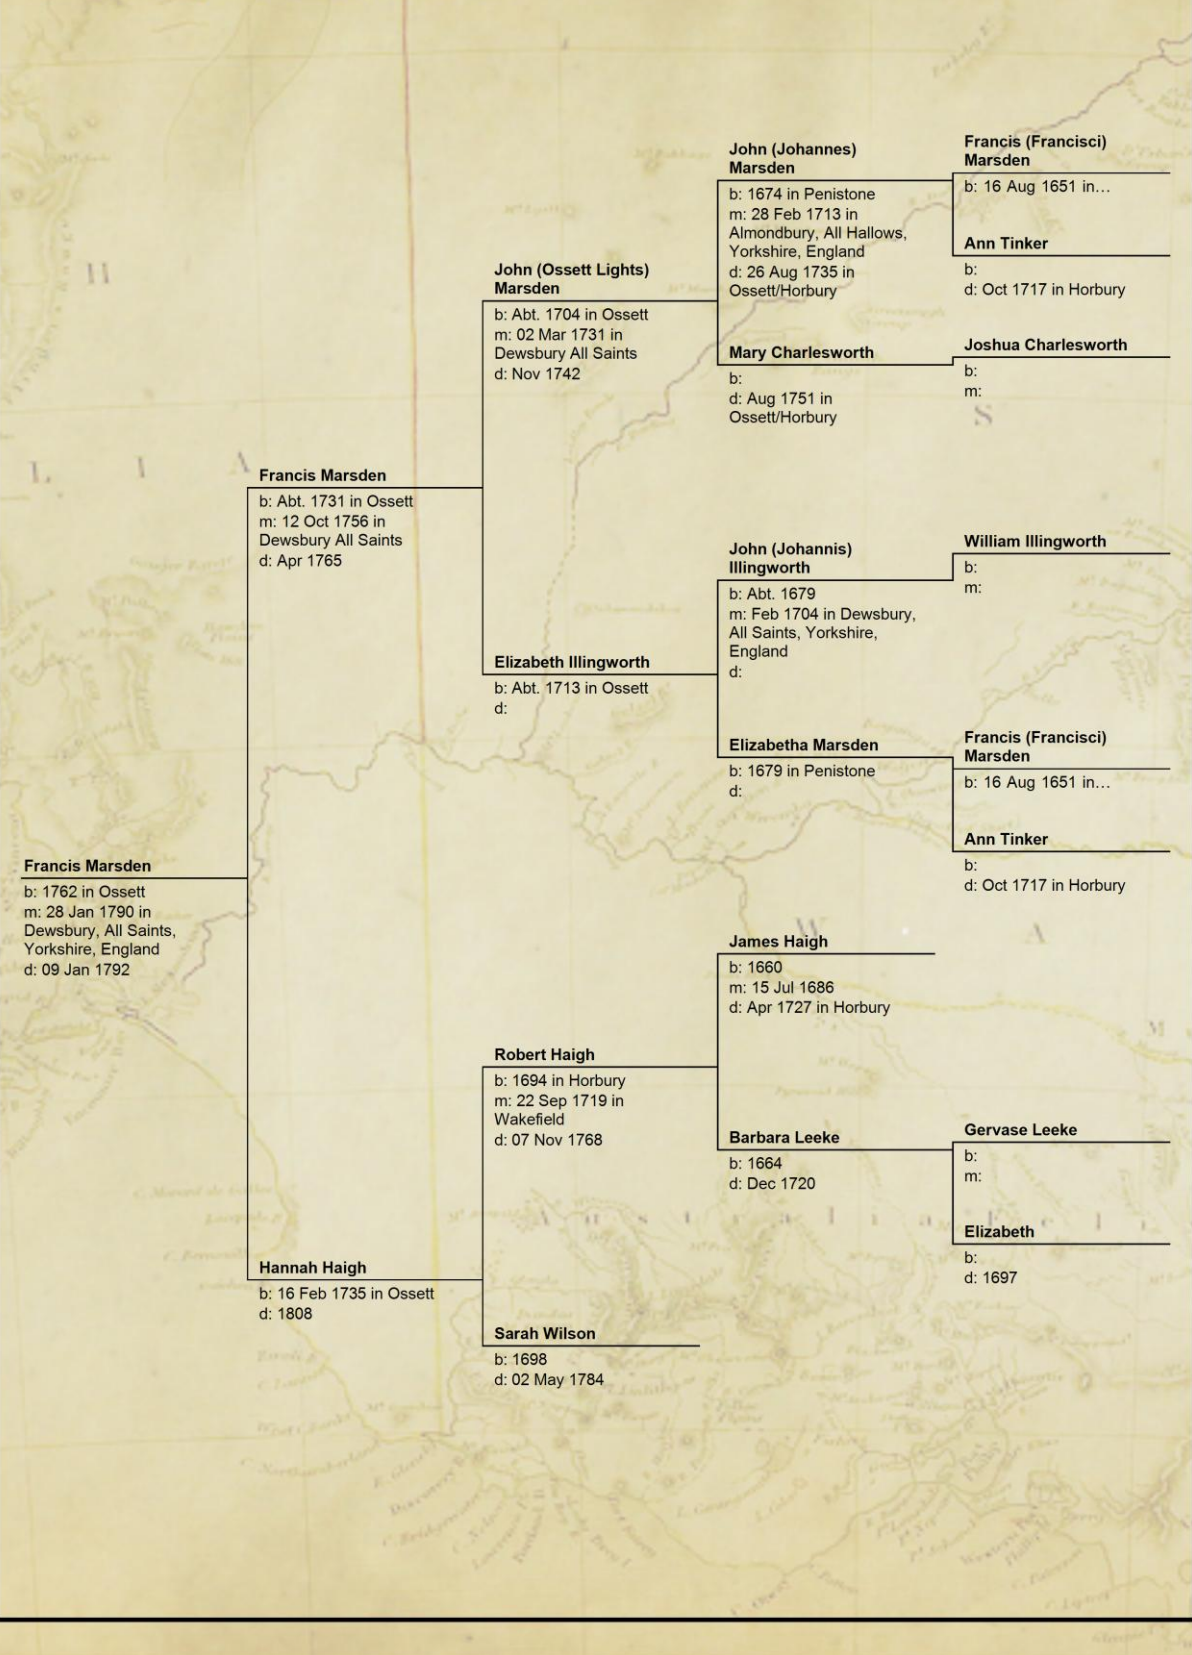 Francis (Francisci)
Marsden
b: 16 Aug 1651 in…
John (Johannes)
Marsden
b: 1674 in Penistone
m: 28 Feb 1713 in
Almondbury, All Hallows,
Yorkshire, England
d: 26 Aug 1735 in
Ossett/Horbury
Ann Tinker
b:
d: Oct 1717 in Horbury
John (Ossett Lights)
Marsden
b: Abt. 1704 in Ossett
m: 02 Mar 1731 in
Dewsbury All Saints
d: Nov 1742
Mary Charlesworth
b:
d: Aug 1751 in
Ossett/Horbury
Joshua Charlesworth
b:
m:
Francis Marsden
b: Abt. 1731 in Ossett
m: 12 Oct 1756 in
Dewsbury All Saints
d: Apr 1765
John (Johannis)
Illingworth
b: Abt. 1679
m: Feb 1704 in Dewsbury,
All Saints, Yorkshire,
England
d:
William Illingworth
b:
m:
Elizabeth Illingworth
b: Abt. 1713 in Ossett
d:
Elizabetha Marsden
b: 1679 in Penistone
d:
Francis (Francisci)
Marsden
b: 16 Aug 1651 in…
Ann Tinker
b:
d: Oct 1717 in Horbury
Francis Marsden
b: 1762 in Ossett
m: 28 Jan 1790 in
Dewsbury, All Saints,
Yorkshire, England
d: 09 Jan 1792
James Haigh
b: 1660
m: 15 Jul 1686
d: Apr 1727 in Horbury
Robert Haigh
b: 1694 in Horbury
m: 22 Sep 1719 in
Wakefield
d: 07 Nov 1768
Barbara Leeke
b: 1664
d: Dec 1720
Gervase Leeke
b:
m:
Elizabeth
b:
d: 1697
Hannah Haigh
b: 16 Feb 1735 in Ossett
d: 1808
Sarah Wilson
b: 1698
d: 02 May 1784